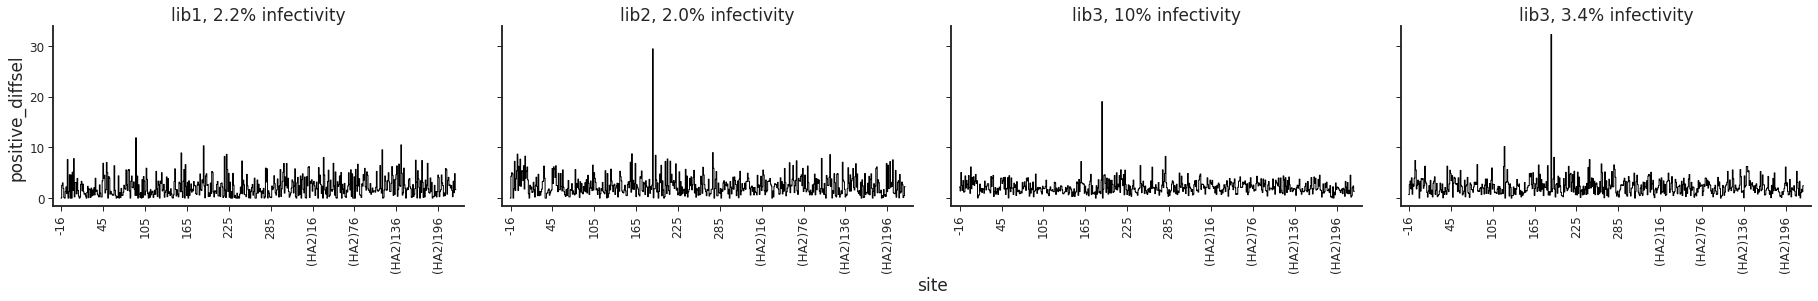 lib1, 2.2% infectivity
lib2, 2.0% infectivity
lib3, 10% infectivity
lib3, 3.4% infectivity
positive_diffsel
30
20
10
0
-16 45 105 165 225 285 (HA2)16 (HA2)76 (HA2)136 (HA2)196
-16 45 105 165 225 285 (HA2)16 (HA2)76 (HA2)136 (HA2)196
-16 45 105 165 225 285 (HA2)16 (HA2)76 (HA2)136 (HA2)196
-16 45 105 165 225 285 (HA2)16 (HA2)76 (HA2)136 (HA2)196
site